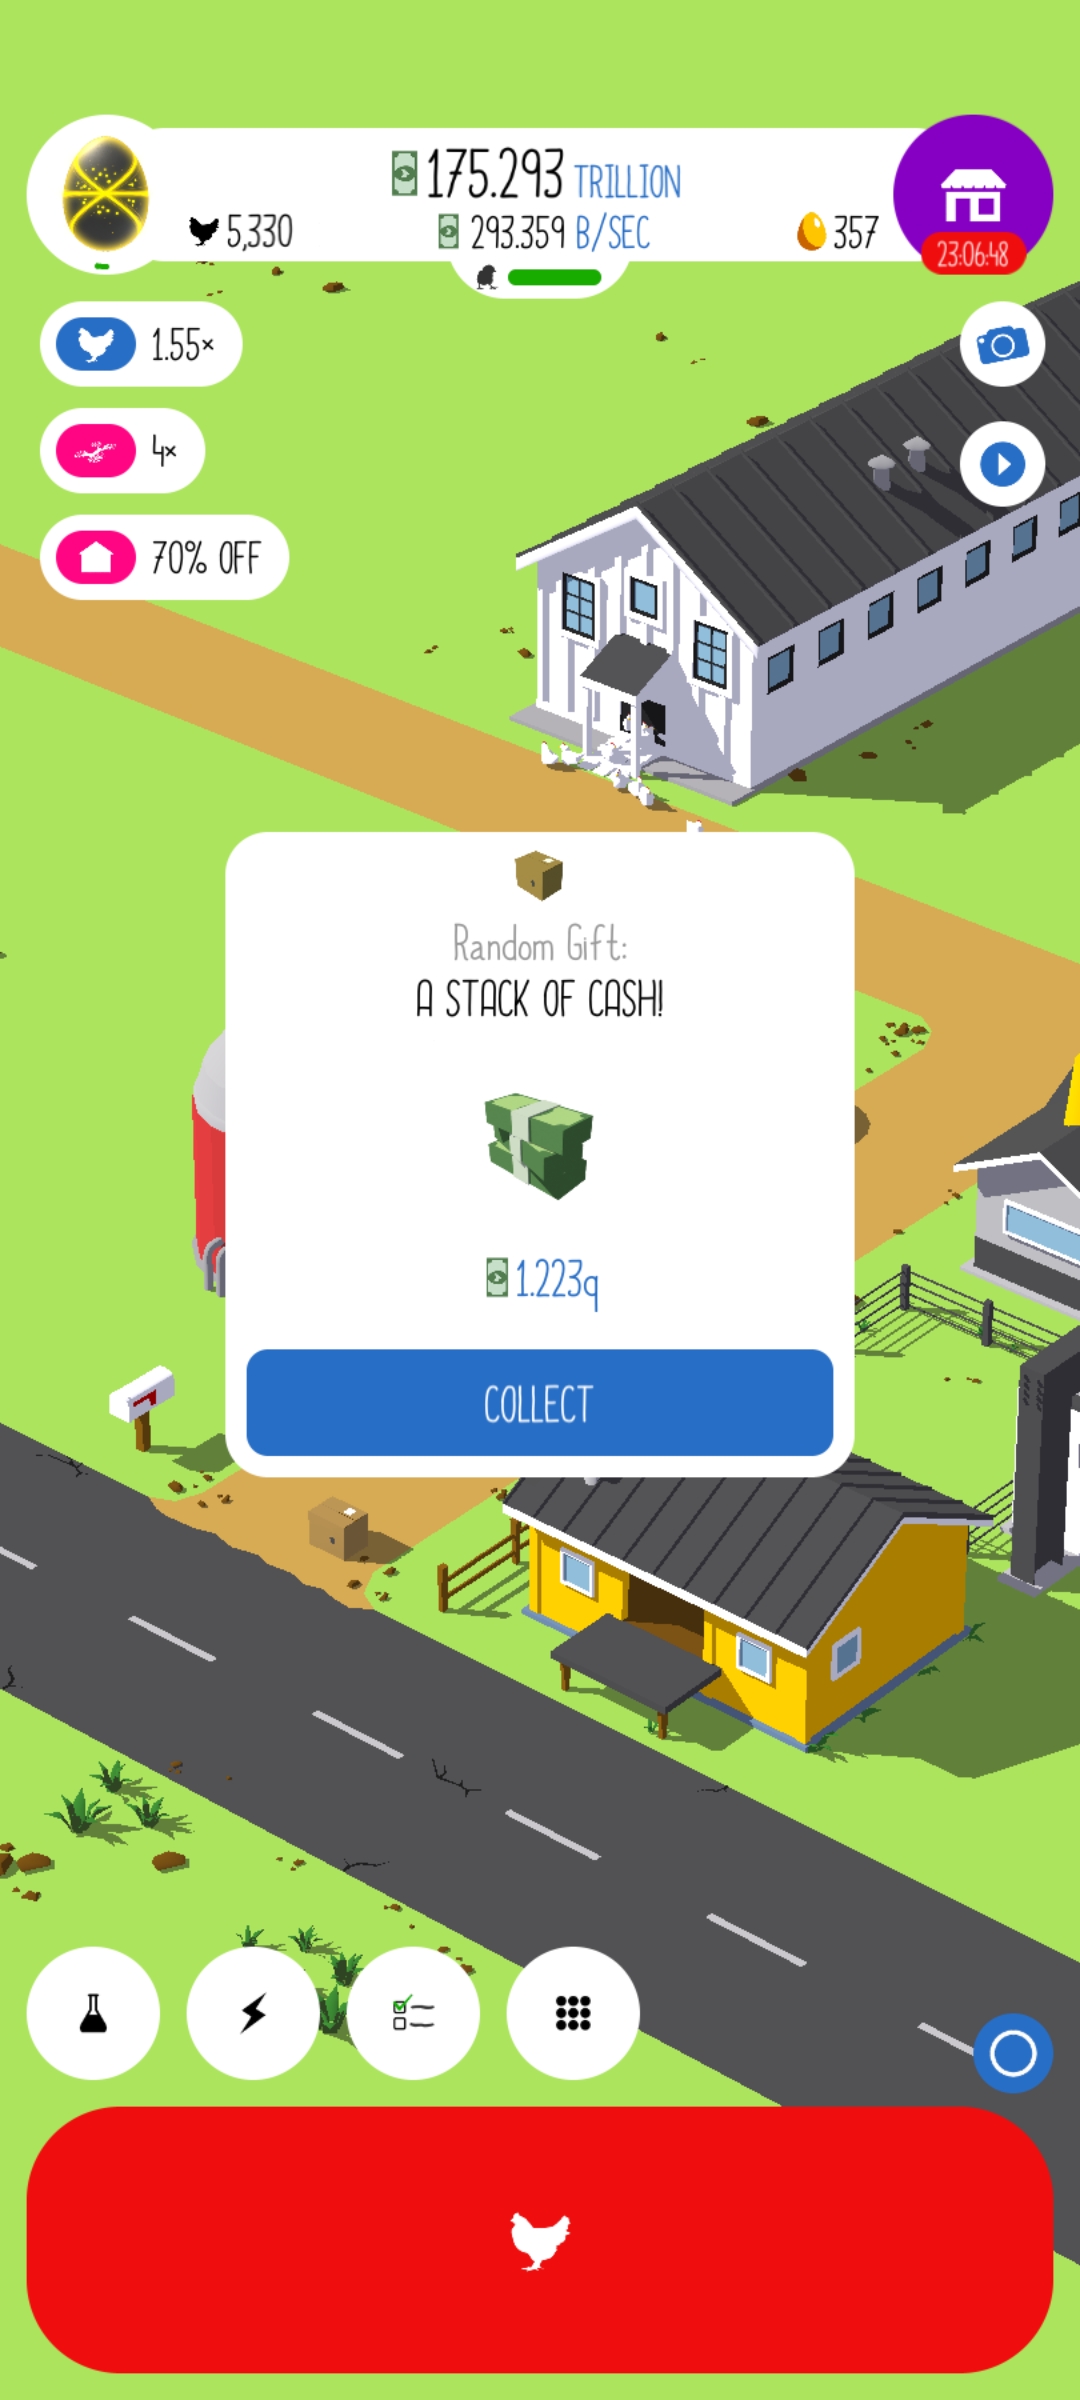 175.293 TRILLION
5,330
293.359 B/SEC
357
23:06:48
1.55×
4×
70% OFF
Random Gift:
A STACK OF CASH!
1.223q
COLLECT